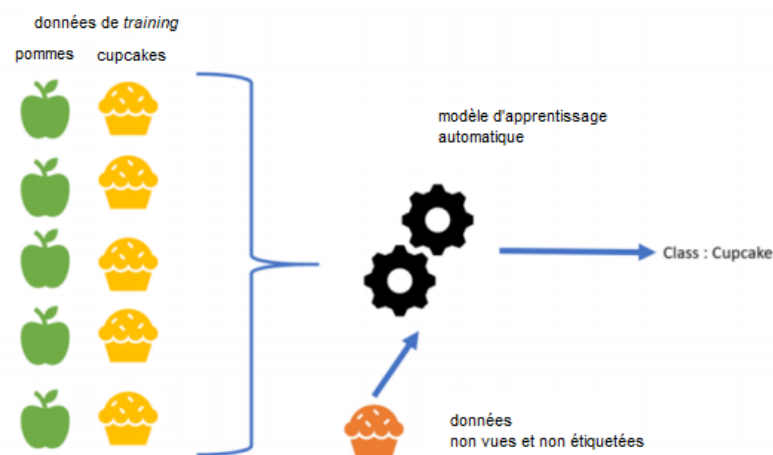 données de training
pommes cupcakes
modèle d'apprentissage
automatique
Class : Cupcake
données
non vues et non étiquetées